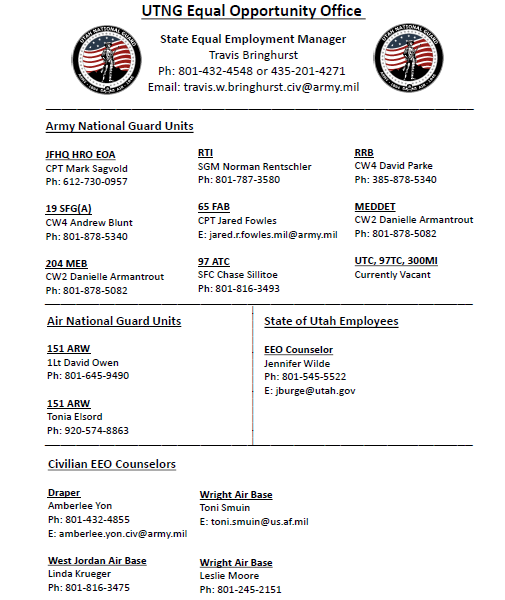 UTNG Equal Opportunity Office
State Equal Employment Manager
Travis Bringhurst
Ph: 801-432-4548 or 435-201-4271
Email: travis.w.bringhurst.civ@army.mil
UTAH NATIONAL GUARD
UTAH NATIONAL GUARD
Army National Guard Units
JFHQ HRO EOA
CPT Mark Sagvold
Ph: 612-730-0957
RTI
SGM Norman Rentschler
Ph: 801-787-3580
RRB
CW4 David Parke
Ph: 385-878-5340
19 SFG(A)
CW4 Andrew Blunt
Ph: 801-878-5340
65 FAB
CPT Jared Fowles
E: jared.r.fowles.mil@army.mil
MEDDET
CW2 Danielle Armantrout
Ph: 801-878-5082
204 MEB
CW2 Danielle Armantrout
Ph: 801-878-5082
97 ATC
SFC Chase Sillitoe
Ph: 801-816-3493
UTC, 97TC, 300MI
Currently Vacant
Air National Guard Units
151 ARW
1Lt David Owen
Ph: 801-645-9490
151 ARW
Tonia Elsord
Ph: 920-574-8863
State of Utah Employees
EEO Counselor
Jennifer Wilde
Ph: 801-545-5522
E: jburge@utah.gov
Civilian EEO Counselors
Draper
Amberlee Yon
Ph: 801-432-4855
E: amberlee.yon.civ@army.mil
Wright Air Base
Toni Smuin
E: toni.smuin@us.af.mil
West Jordan Air Base
Linda Krueger
Ph: 801-816-3475
Wright Air Base
Leslie Moore
Ph: 801-245-2151